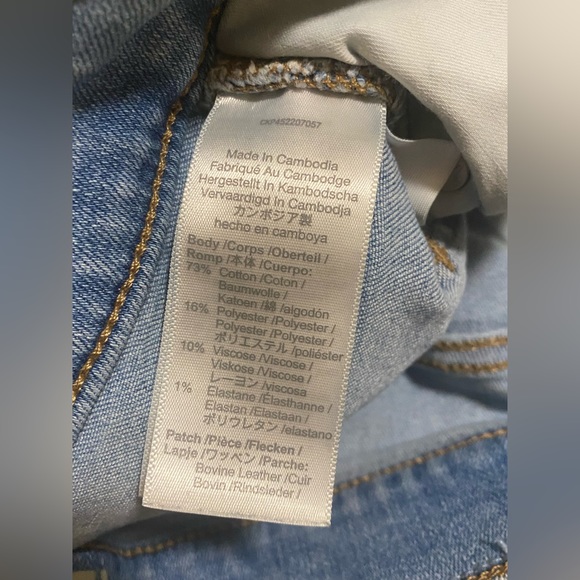 CKP452207057
Made In Cambodia
Fabriqué Au Cambodge
Hergestellt In Kambodscha
Vervaardigd In Cambodja
カンボジア製
hecho en camboya
Body /Corps /Oberteil /
Romp /本体 /Cuerpo:
73% Cotton /Coton /
Baumwolle /
Katoen /綿 /algodón
16% Polyester /Polyester /
Polyester /Polyester /
ポリエステル /poliéster
10% Viscose /Viscose /
Viskose /Viscose /
レーヨン /viscosa
1% Elastane /Élasthanne /
Elastan /Elastaan /
ポリウレタン /elastano
Patch /Pièce /Flecken /
Lapje /ワッペン /Parche:
Bovine Leather /Cuir
Bovin /Rindsleder /